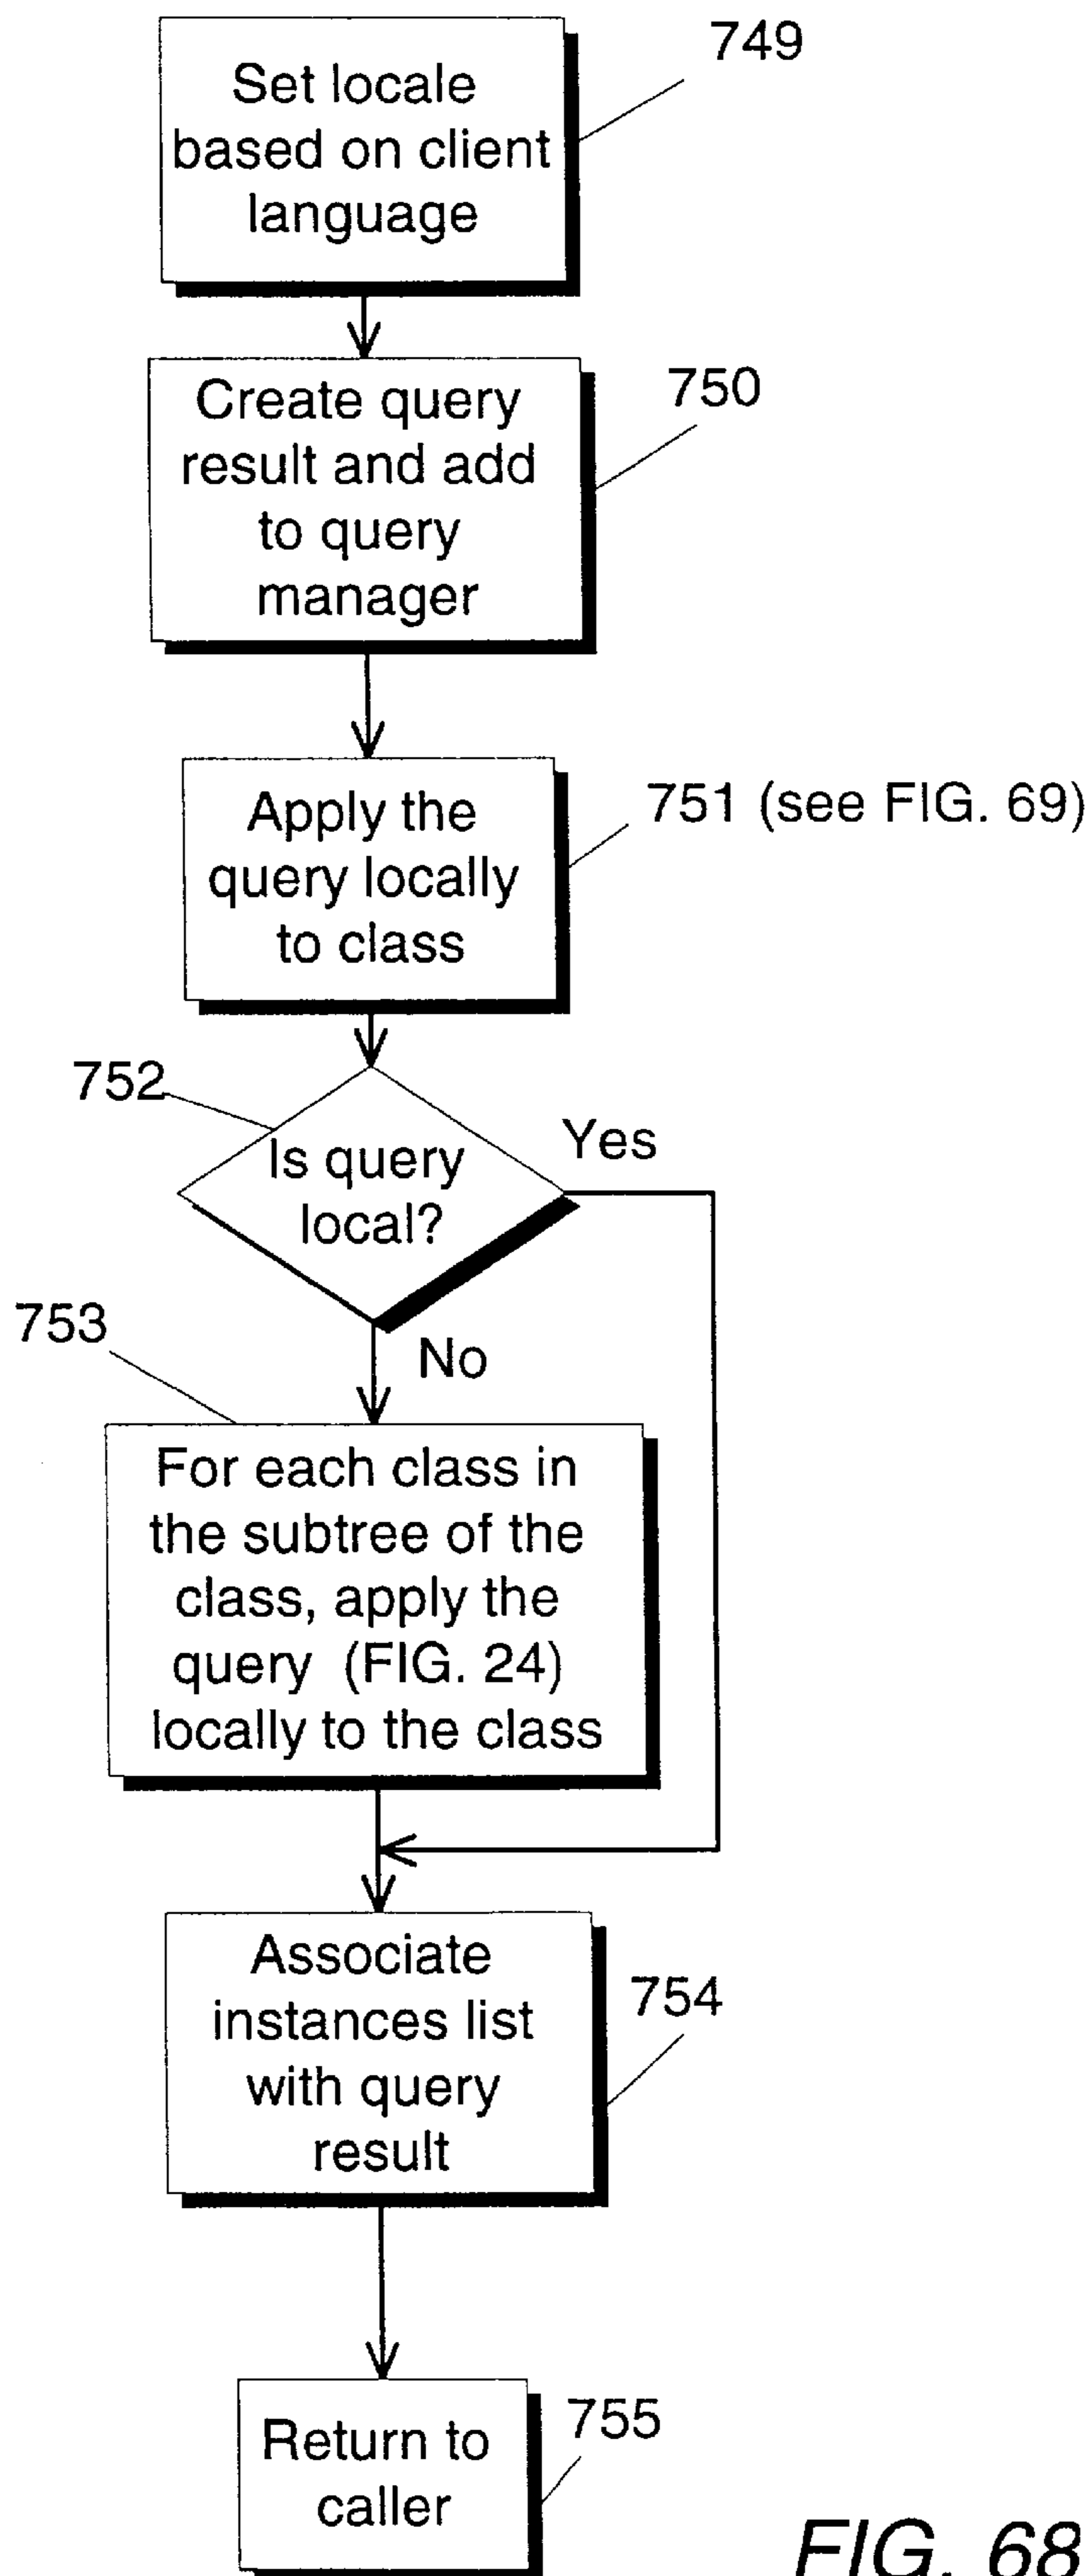 749
Set locale
based on client
language
750
Create query
result and add
to query
manager
751 (see FIG. 69)
Apply the
query locally
to class
752
Is query
local?
Yes
No
753
For each class in
the subtree of the
class, apply the
query (FIG. 24)
locally to the class
Associate
instances list
with query
result
754
Return to
caller
755
FIG. 68